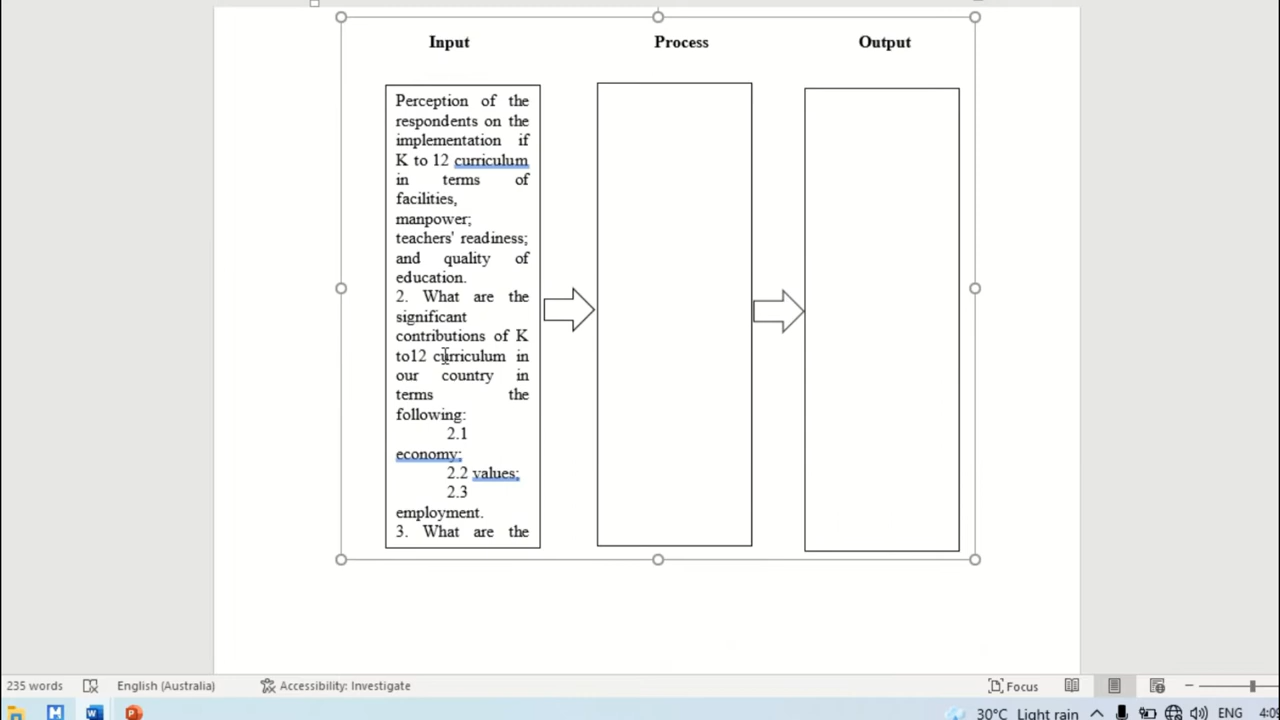 Input Process Output
Perception of the
respondents on the
implementation if
K to 12 curriculum
in terms of
facilities,
manpower;
teachers' readiness;
and quality of
education.
2. What are the
significant
contributions of K
to12 curriculum in
our country in
terms the
following:
2.1
economy;
2.2 values;
2.3
employment.
3. What are the
235 words English (Australia) Accessibility: Investigate Focus
30°C Light rain ENG